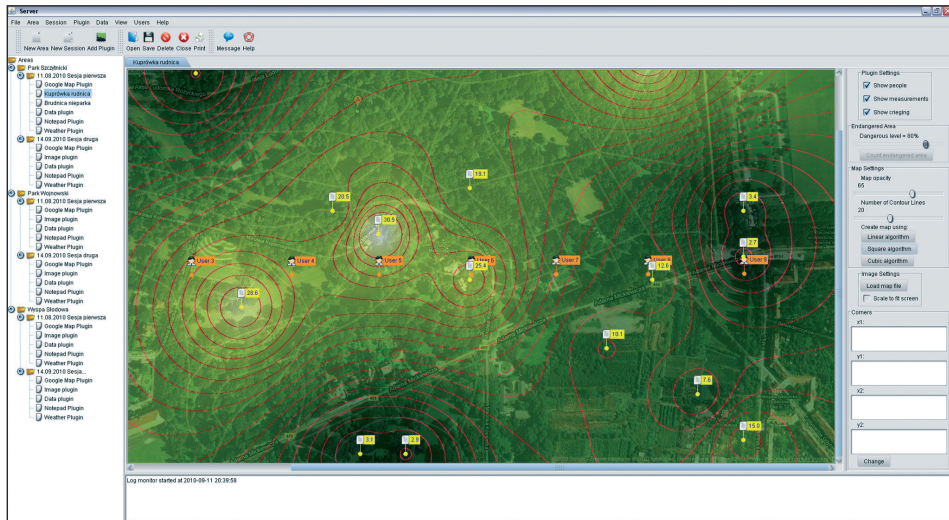 Server
File Area Session Plugin Data View Users Help
New Area New Session Add Plugin Open Save Delete Close Print Message Help
Areas
Park Szczytnicki
11.08.2010 Sesja pierwsza
Google Map Plugin
Kuprówka rudnica
Brudnica nieparka
Data plugin
Notepad Plugin
Weather Plugin
14.09.2010 Sesja druga
Google Map Plugin
Image plugin
Data plugin
Notepad Plugin
Weather Plugin
Park Wojnowski
11.08.2010 Sesja pierwsza
Google Map Plugin
Image plugin
Data plugin
Notepad Plugin
Weather Plugin
14.09.2010 Sesja druga
Google Map Plugin
Image plugin
Data plugin
Notepad Plugin
Weather Plugin
Wyspa Słodowa
11.08.2010 Sesja pierwsza
Google Map Plugin
Image plugin
Data plugin
Notepad Plugin
Weather Plugin
14.09.2010 Sesja...
Google Map Plugin
Image plugin
Data plugin
Notepad Plugin
Weather Plugin
Kuprówka rudnica
19.1
20.5
3.4
30.5
2.7
User 3
User 4
User 5
User 6
User 7
User 9
25.4
12.6
28.6
10.1
7.6
15.0
3.1
2.9
Plugin Settings
Show people
Show measurements
Show crieging
Endangered Area
Dangerous level = 80%
Count endangered area
Map Settings
Map opacity
65
Number of Contour Lines
20
Create map using:
Linear algorithm
Square algorithm
Cubic algorithm
Image Settings
Load map file
Scale to fit screen
Corners
x1:
y1:
x2:
y2:
Change
Log monitor started at 2010-09-11 20:39:58